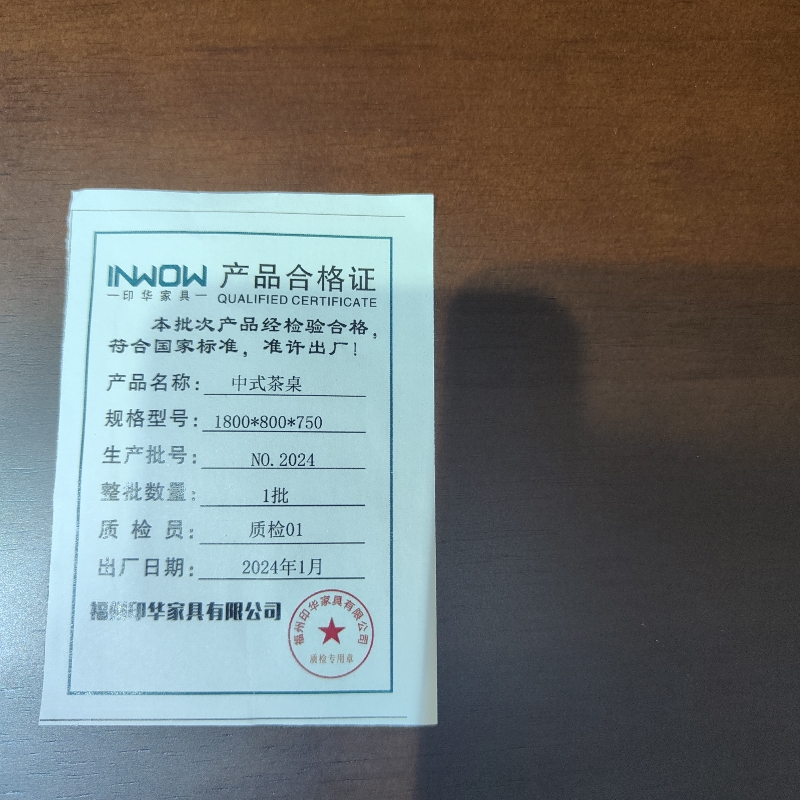 INWOW 产品合格证
印华家具 QUALIFIED CERTIFICATE
本批次产品经检验合格，
符合国家标准，准许出厂！
产品名称： 中式茶桌
规格型号： 1800*800*750
生产批号： NO.2024
整批数量： 1批
质检员： 质检01
出厂日期： 2024年1月
福州印华家具有限公司
福州印华家具有限公司
质检专用章